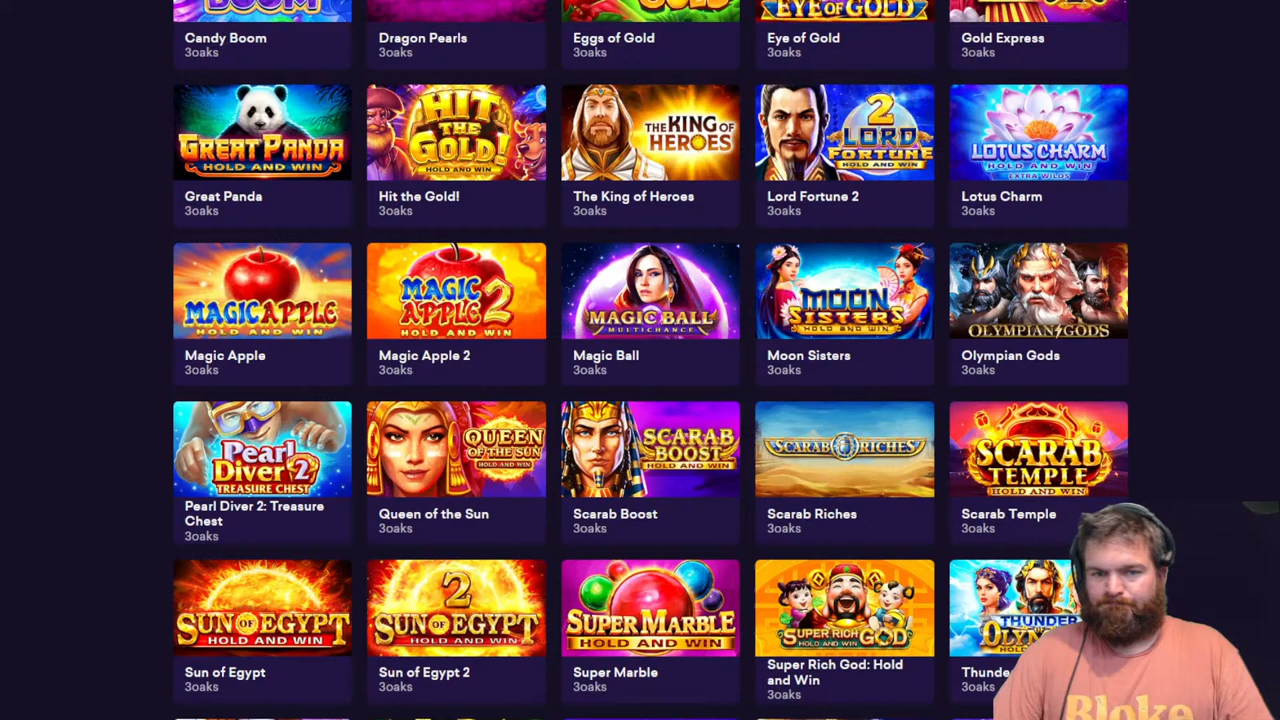 BOOM
GOLD
EYE OF GOLD
Candy Boom
3oaks
Dragon Pearls
3oaks
Eggs of Gold
3oaks
Eye of Gold
3oaks
Gold Express
3oaks
GREAT PANDA
HOLD AND WIN
HIT
THE
GOLD!
HOLD AND WIN
THE KING OF
HEROES
2
LORD
FORTUNE
HOLD AND WIN
LOTUS CHARM
HOLD AND WIN
EXTRA WILDS
Great Panda
3oaks
Hit the Gold!
3oaks
The King of Heroes
3oaks
Lord Fortune 2
3oaks
Lotus Charm
3oaks
MAGIC APPLE
HOLD AND WIN
MAGIC
APPLE 2
HOLD AND WIN
MAGIC BALL
MULTICHANCE
MOON
SISTERS
HOLD AND WIN
OLYMPIAN GODS
Magic Apple
3oaks
Magic Apple 2
3oaks
Magic Ball
3oaks
Moon Sisters
3oaks
Olympian Gods
3oaks
Pearl
Diver 2
TREASURE CHEST
QUEEN
OF THE SUN
HOLD AND WIN
SCARAB
BOOST
HOLD AND WIN
SCARAB RICHES
SCARAB
TEMPLE
HOLD AND WIN
Pearl Diver 2: Treasure
Chest
3oaks
Queen of the Sun
3oaks
Scarab Boost
3oaks
Scarab Riches
3oaks
Scarab Temple
3oaks
SUN OF EGYPT
HOLD AND WIN
2
SUN OF EGYPT
HOLD AND WIN
SUPER MARBLE
HOLD AND WIN
SUPER RICH GOD
HOLD AND WIN
THUNDER
Sun of Egypt
3oaks
Sun of Egypt 2
3oaks
Super Marble
3oaks
Super Rich God: Hold
and Win
3oaks
3oaks
Bloke